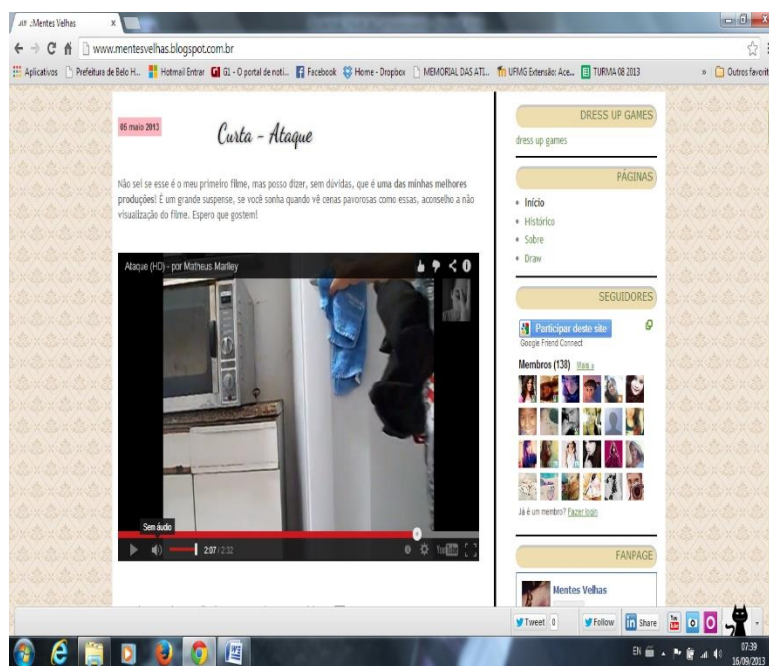 .:Mentes Velhas
www.mentesvelhas.blogspot.com.br
Aplicativos
Prefeitura de Belo H...
Hotmail Entrar
G1 - O portal de noti...
Facebook
Home - Dropbox
MEMORIAL DAS ATI...
UFMG Extensão: Ace...
TURMA 08 2013
»
Outros favorit
05 maio 2013
Curta - Ataque
Não sei se esse é o meu primeiro filme, mas posso dizer, sem dúvidas, que é uma das minhas melhores
produções! É um grande suspense, se você sonha quando vê cenas pavorosas como essas, aconselho a não
visualização do filme. Espero que gostem!
Ataque (HD) - por Matheus Marlley
Sem áudio
2:07 / 2:32
YouTube
DRESS UP GAMES
dress up games
PÁGINAS
Início
Histórico
Sobre
Draw
SEGUIDORES
Participar deste site
Google Friend Connect
Membros (138) Mais »
Já é um membro? Fazer login
FANPAGE
Mentes Velhas
Tweet 0
Follow
Share
EN
07:39
16/09/2013